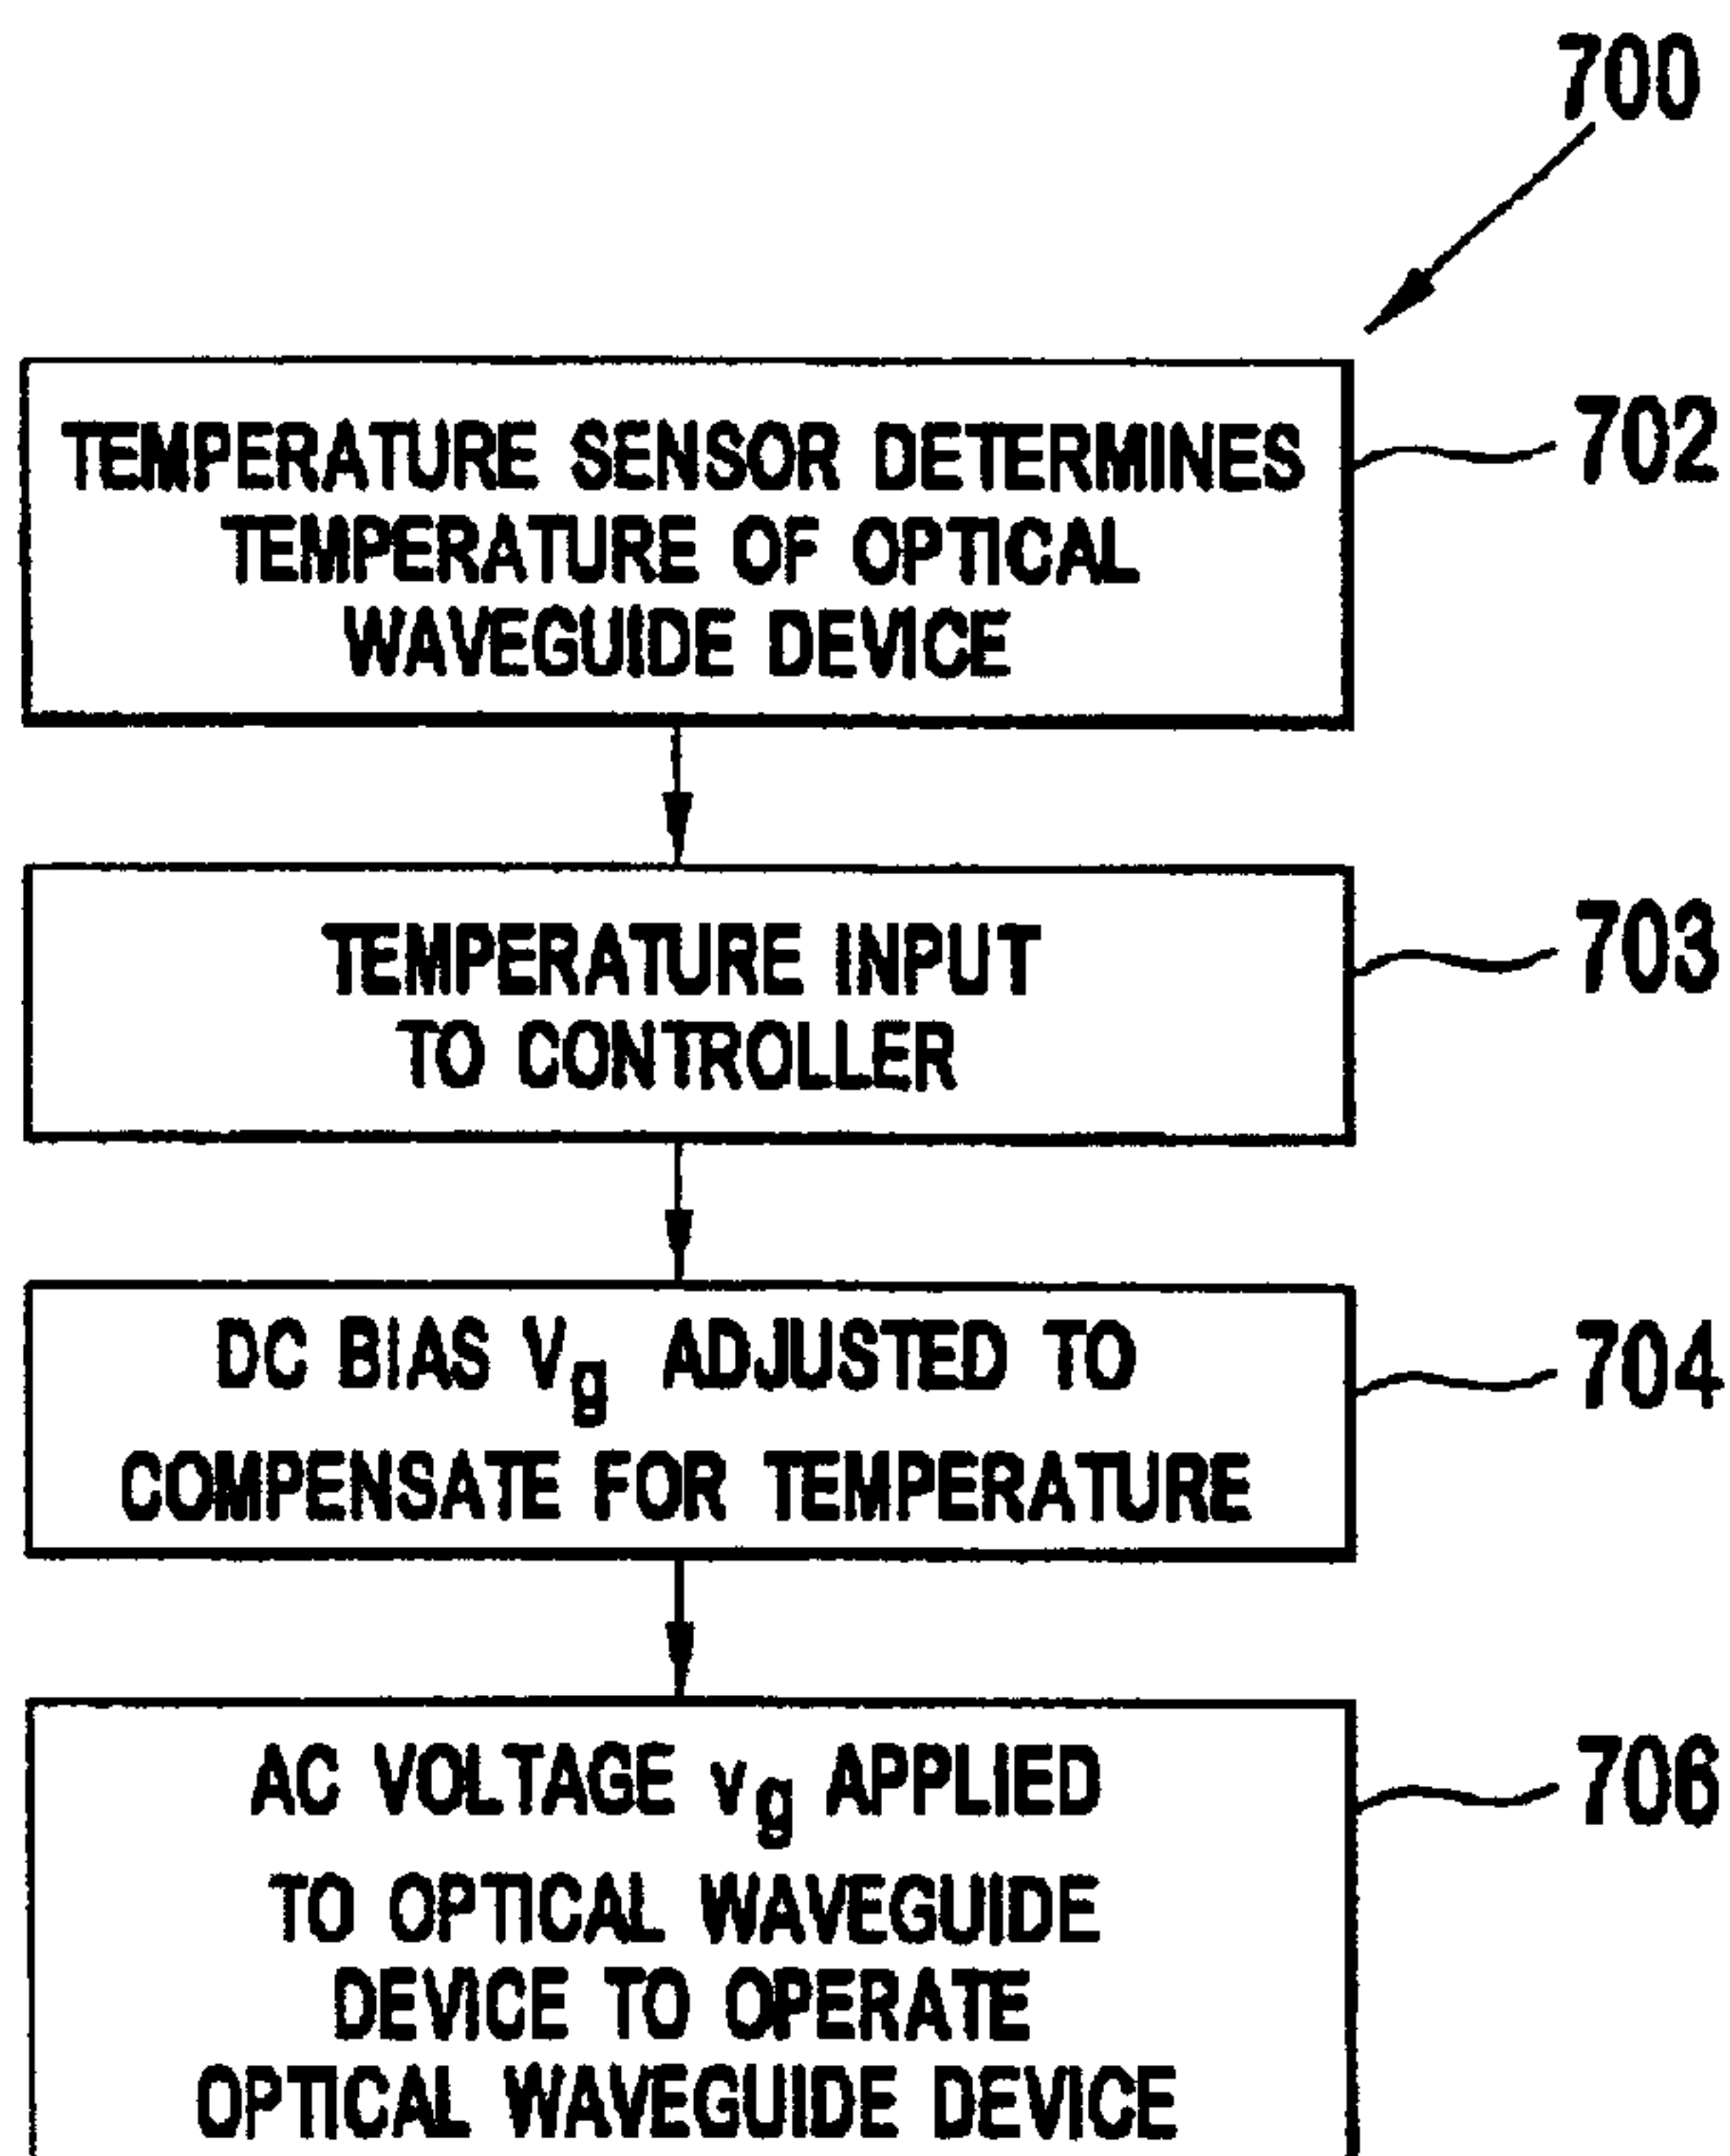 700
TEMPERATURE SENSOR DETERMINES
TEMPERATURE OF OPTICAL
WAVEGUIDE DEVICE
702
TEMPERATURE INPUT
TO CONTROLLER
703
DC BIAS Vg ADJUSTED TO
COMPENSATE FOR TEMPERATURE
704
AC VOLTAGE vg APPLIED
TO OPTICAL WAVEGUIDE
DEVICE TO OPERATE
OPTICAL WAVEGUIDE DEVICE
706